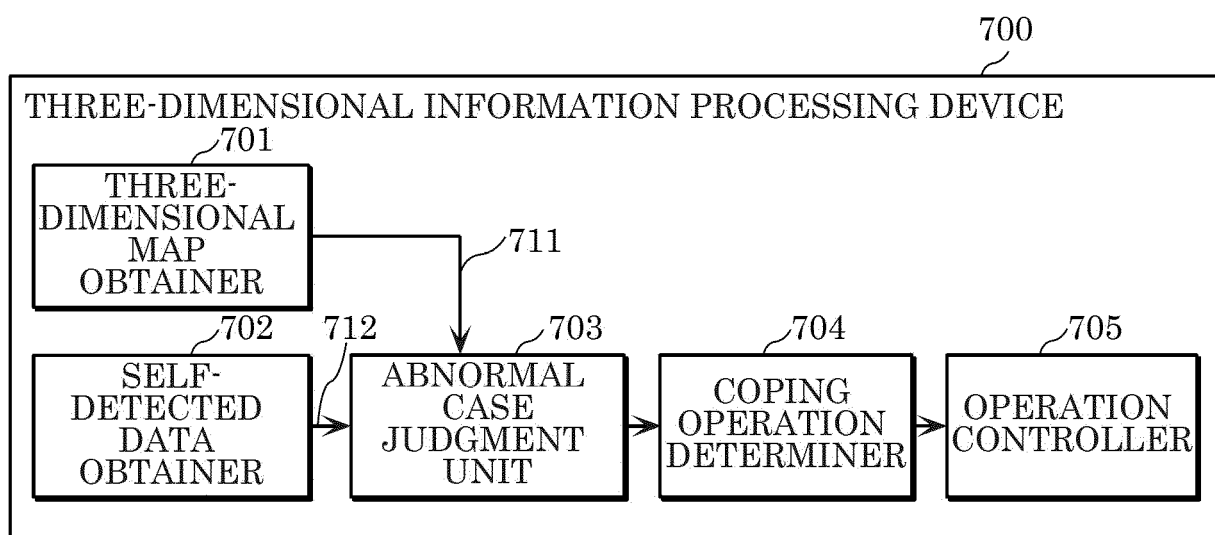 700
THREE-DIMENSIONAL INFORMATION PROCESSING DEVICE
701
THREE-
DIMENSIONAL
MAP
OBTAINER
711
702
SELF-
DETECTED
DATA
OBTAINER
712
703
ABNORMAL
CASE
JUDGMENT
UNIT
704
COPING
OPERATION
DETERMINER
705
OPERATION
CONTROLLER